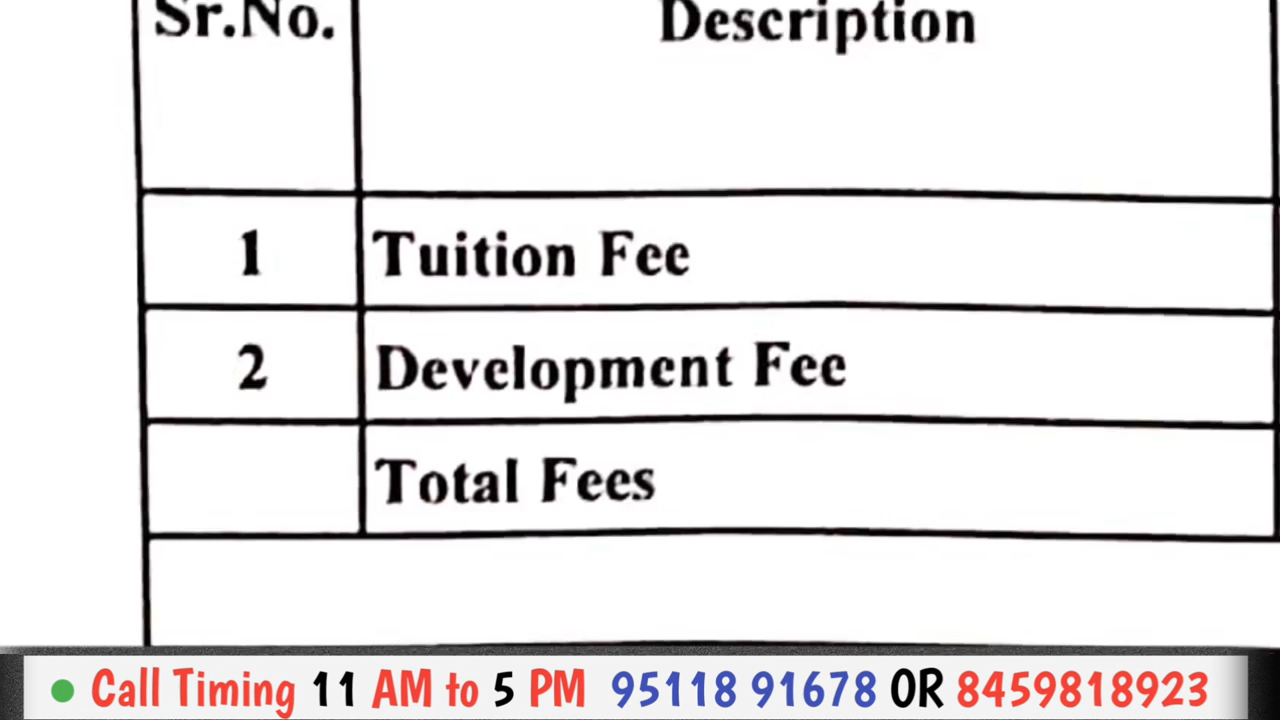 Sr.No. Description
1 Tuition Fee
2 Development Fee
Total Fees
Call Timing 11 AM to 5 PM 95118 91678 OR 8459818923